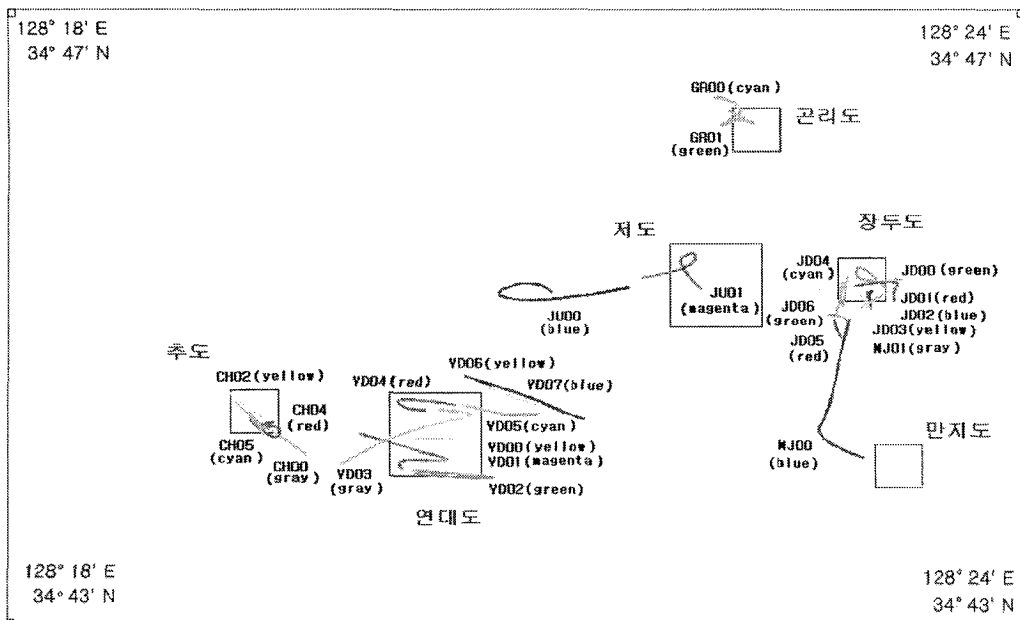 128° 18' E
34° 47' N
128° 24' E
34° 47' N
GR00(cyan)
곤리도
GR01
(green)
저도
장두도
JD04
(cyan)
JD00(green)
JU01
(magenta)
JD01(red)
JD06
(green)
JD02(blue)
JU00
(blue)
JD03(yellow)
JD05
(red)
MJ01(gray)
추도
YD06(yellow)
CH02(yellow)
YD04(red)
YD07(blue)
CH04
(red)
YD05(cyan)
만지도
CH05
(cyan)
YD00(yellow)
YD01(magenta)
MJ00
(blue)
CH00
(gray)
YD03
(gray)
YD02(green)
연대도
128° 18' E
34° 43' N
128° 24' E
34° 43' N